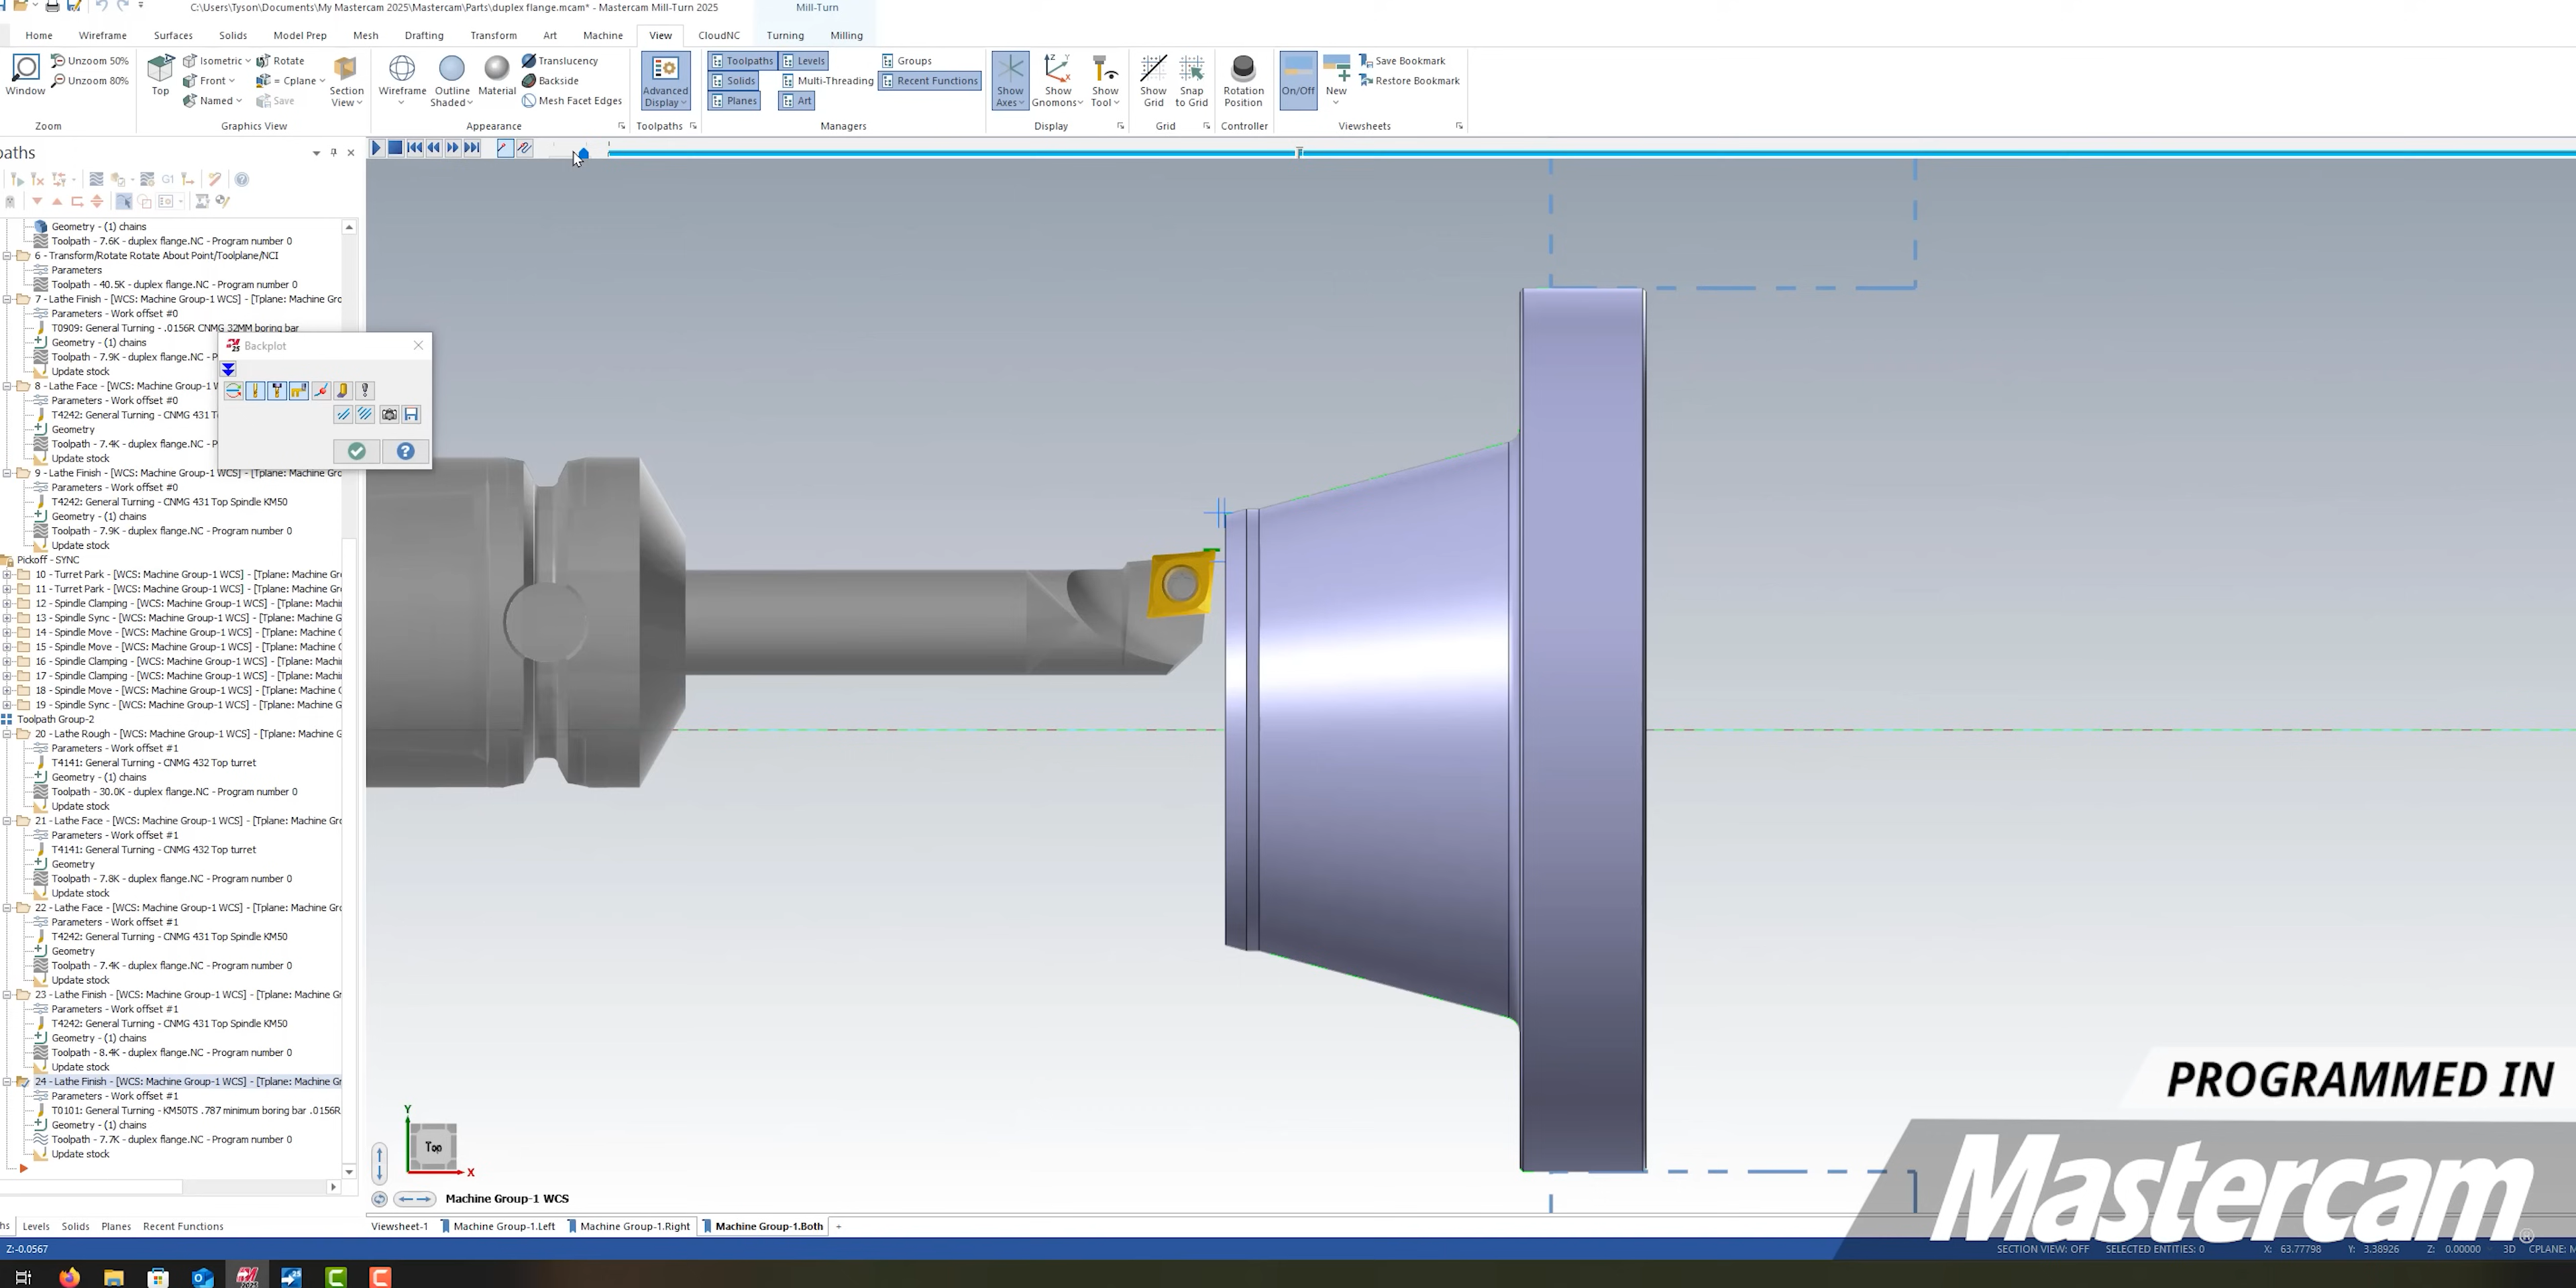 C:\Users\Tyson\Documents\My Mastercam 2025\Mastercam\Parts\duplex flange.mcam* - Mastercam Mill-Turn 2025
Mill-Turn
Home Wireframe Surfaces Solids Model Prep Mesh Drafting Transform Art Machine View CloudNC Turning Milling
Window
Unzoom 50%
Unzoom 80%
Zoom
Top
Isometric
Front
Named
Rotate
= Cplane
Save
Section
View
Graphics View
Wireframe
Outline
Shaded
Material
Translucency
Backside
Mesh Facet Edges
Appearance
Advanced
Display
Toolpaths
Toolpaths
Solids
Planes
Levels
Multi-Threading
Art
Groups
Recent Functions
Managers
Show
Axes
Show
Gnomons
Show
Tool
Display
Show
Grid
Snap
to Grid
Grid
Rotation
Position
Controller
On/Off
New
Save Bookmark
Restore Bookmark
Viewsheets
paths
G1
Geometry - (1) chains
Toolpath - 7.6K - duplex flange.NC - Program number 0
6 - Transform/Rotate Rotate About Point/Toolplane/NCI
Parameters
Toolpath - 40.5K - duplex flange.NC - Program number 0
7 - Lathe Finish - [WCS: Machine Group-1 WCS] - [Tplane: Machine Gro
Parameters - Work offset #0
T0909: General Turning - .0156R CNMG 32MM boring bar
Geometry - (1) chains
Toolpath - 7.9K - duplex flange.NC - P
Update stock
8 - Lathe Face - [WCS: Machine Group-1 W
Parameters - Work offset #0
T4242: General Turning - CNMG 431 To
Geometry
Toolpath - 7.4K - duplex flange.NC - P
Update stock
9 - Lathe Finish - [WCS: Machine Group-1 WCS] - [Tplane: Machine Gro
Parameters - Work offset #0
T4242: General Turning - CNMG 431 Top Spindle KM50
Geometry - (1) chains
Toolpath - 7.9K - duplex flange.NC - Program number 0
Update stock
Pickoff - SYNC
10 - Turret Park - [WCS: Machine Group-1 WCS] - [Tplane: Machine Gr
11 - Turret Park - [WCS: Machine Group-1 WCS] - [Tplane: Machine Gr
12 - Spindle Clamping - [WCS: Machine Group-1 WCS] - [Tplane: Machi
13 - Spindle Sync - [WCS: Machine Group-1 WCS] - [Tplane: Machine G
14 - Spindle Move - [WCS: Machine Group-1 WCS] - [Tplane: Machine
15 - Spindle Move - [WCS: Machine Group-1 WCS] - [Tplane: Machine
16 - Spindle Clamping - [WCS: Machine Group-1 WCS] - [Tplane: Machi
17 - Spindle Clamping - [WCS: Machine Group-1 WCS] - [Tplane: Machi
18 - Spindle Move - [WCS: Machine Group-1 WCS] - [Tplane: Machine
19 - Spindle Sync - [WCS: Machine Group-1 WCS] - [Tplane: Machine G
Toolpath Group-2
20 - Lathe Rough - [WCS: Machine Group-1 WCS] - [Tplane: Machine G
Parameters - Work offset #1
T4141: General Turning - CNMG 432 Top turret
Geometry - (1) chains
Toolpath - 30.0K - duplex flange.NC - Program number 0
Update stock
21 - Lathe Face - [WCS: Machine Group-1 WCS] - [Tplane: Machine Gro
Parameters - Work offset #1
T4141: General Turning - CNMG 432 Top turret
Geometry
Toolpath - 7.8K - duplex flange.NC - Program number 0
Update stock
22 - Lathe Face - [WCS: Machine Group-1 WCS] - [Tplane: Machine Gro
Parameters - Work offset #1
T4242: General Turning - CNMG 431 Top Spindle KM50
Geometry
Toolpath - 7.4K - duplex flange.NC - Program number 0
Update stock
23 - Lathe Finish - [WCS: Machine Group-1 WCS] - [Tplane: Machine Gr
Parameters - Work offset #1
T4242: General Turning - CNMG 431 Top Spindle KM50
Geometry - (1) chains
Toolpath - 8.4K - duplex flange.NC - Program number 0
Update stock
24 - Lathe Finish - [WCS: Machine Group-1 WCS] - [Tplane: Machine Gr
Parameters - Work offset #1
T0101: General Turning - KM50TS .787 minimum boring bar .0156R
Geometry - (1) chains
Toolpath - 7.7K - duplex flange.NC - Program number 0
Update stock
Backplot
Y
Top
X
Machine Group-1 WCS
PROGRAMMED IN
Mastercam®
hs Levels Solids Planes Recent Functions
Viewsheet-1 Machine Group-1.Left Machine Group-1.Right Machine Group-1.Both +
Z:-0.0567
SECTION VIEW: OFF SELECTED ENTITIES: 0 X: 63.77798 Y: 3.38926 Z: 0.00000 3D CPLANE: M